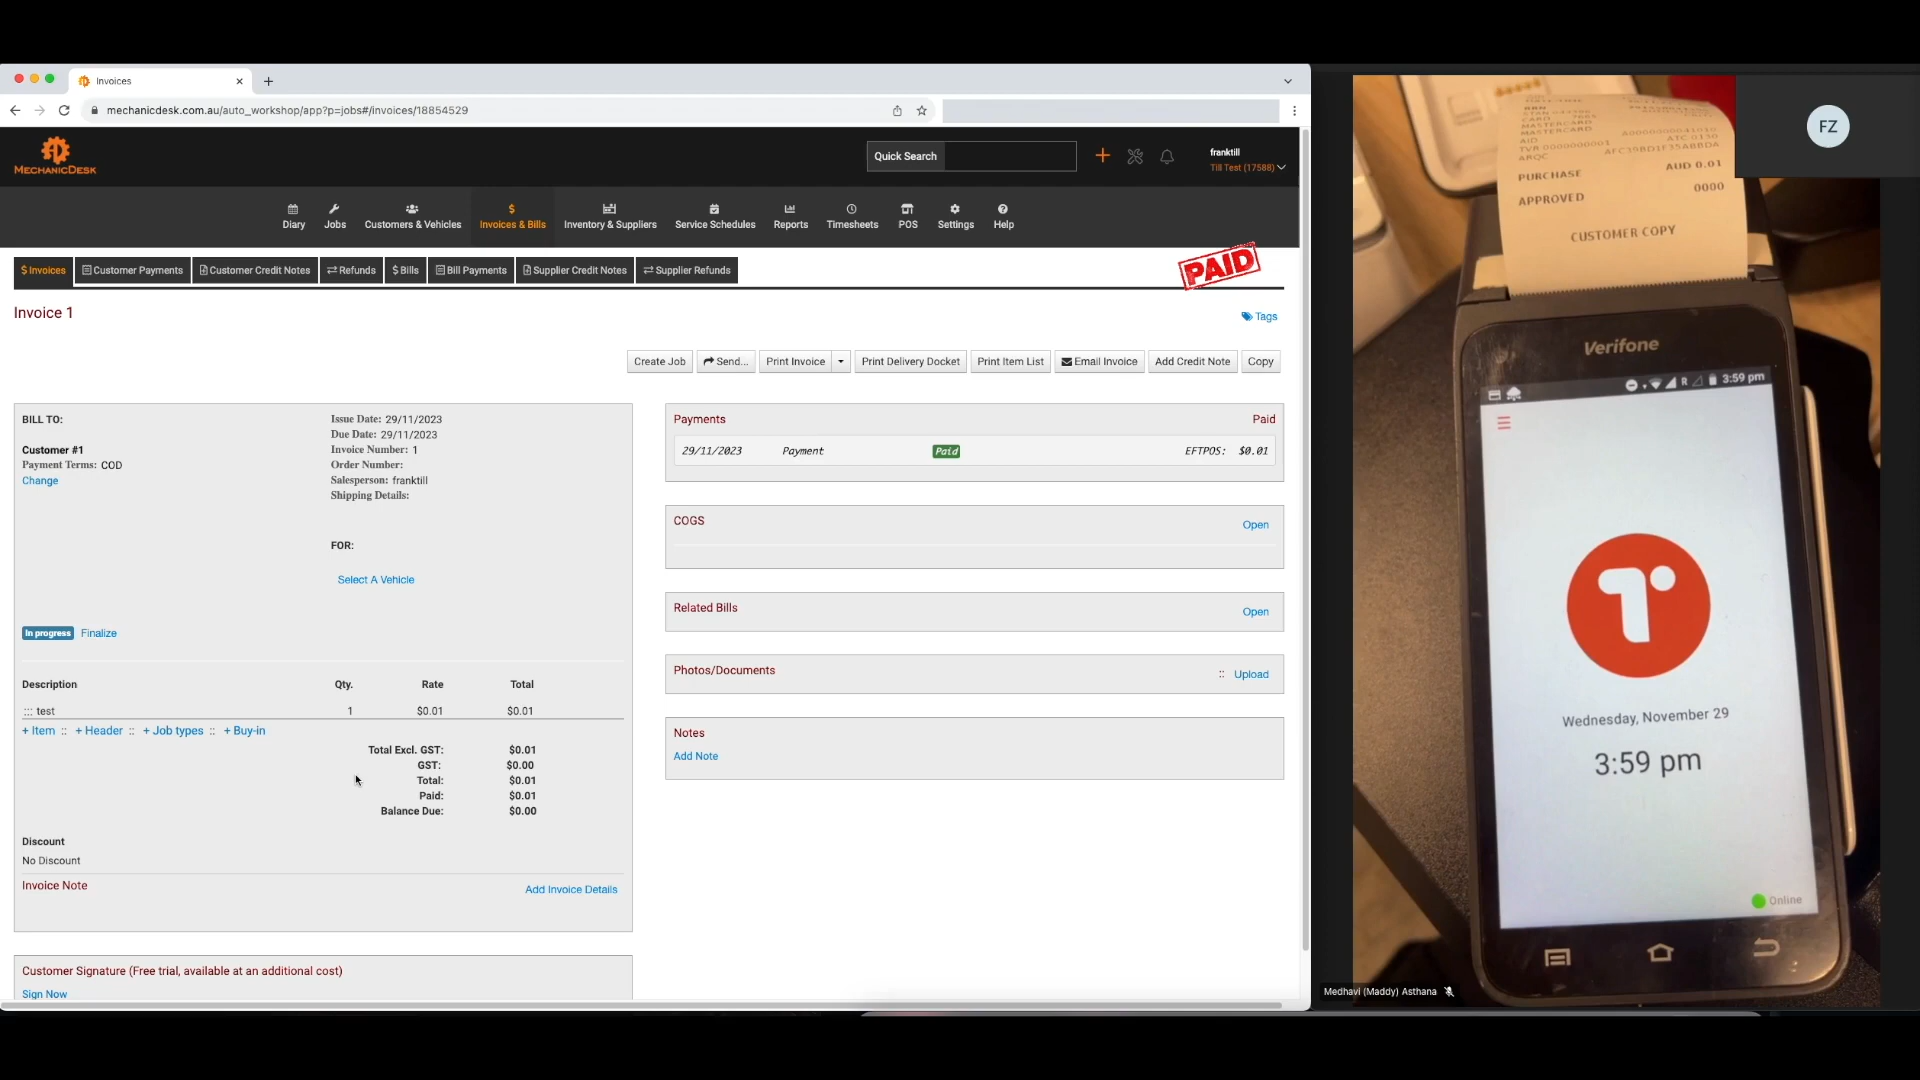 Invoices
mechanicdesk.com.au/auto_workshop/app?p=jobs#/invoices/18854529
MECHANICDESK
Quick Search
franktill
Till Test (17588)
Diary
Jobs
Customers & Vehicles
Invoices & Bills
Inventory & Suppliers
Service Schedules
Reports
Timesheets
POS
Settings
Help
$ Invoices
Customer Payments
Customer Credit Notes
Refunds
$ Bills
Bill Payments
Supplier Credit Notes
Supplier Refunds
PAID
Invoice 1
Tags
Create Job
Send...
Print Invoice
Print Delivery Docket
Print Item List
Email Invoice
Add Credit Note
Copy
BILL TO:
Customer #1
Payment Terms: COD
Change
Issue Date: 29/11/2023
Due Date: 29/11/2023
Invoice Number: 1
Order Number:
Salesperson: franktill
Shipping Details:
FOR:
Select A Vehicle
In progress Finalize
Description Qty. Rate Total
::: test 1 $0.01 $0.01
+ Item :: + Header :: + Job types :: + Buy-in
Total Excl. GST: $0.01
GST: $0.00
Total: $0.01
Paid: $0.01
Balance Due: $0.00
Discount
No Discount
Invoice Note
Add Invoice Details
Customer Signature (Free trial, available at an additional cost)
Sign Now
Payments Paid
29/11/2023 Payment Paid EFTPOS: $0.01
COGS Open
Related Bills Open
Photos/Documents :: Upload
Notes
Add Note
FZ
MASTERCARD
MASTERCARD
AID
ARQC
PURCHASE AUD 0.01
APPROVED 0000
CUSTOMER COPY
Verifone
R 3:59 pm
Wednesday, November 29
3:59 pm
Online
Medhavi (Maddy) Asthana